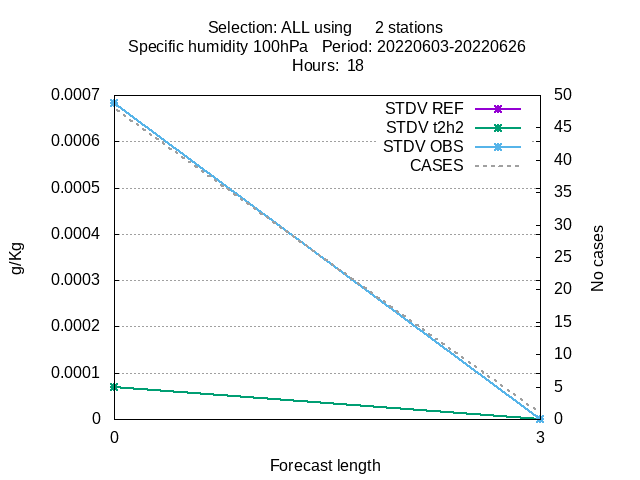 Selection: ALL using     2 stations
Specific humidity 100hPa   Period: 20220603-20220626
Hours:  18
STDV REF
STDV t2h2
STDV OBS
CASES
0.0007
0.0006
0.0005
0.0004
0.0003
0.0002
0.0001
0
g/Kg
50
45
40
35
30
25
20
15
10
5
0
No cases
0
3
Forecast length